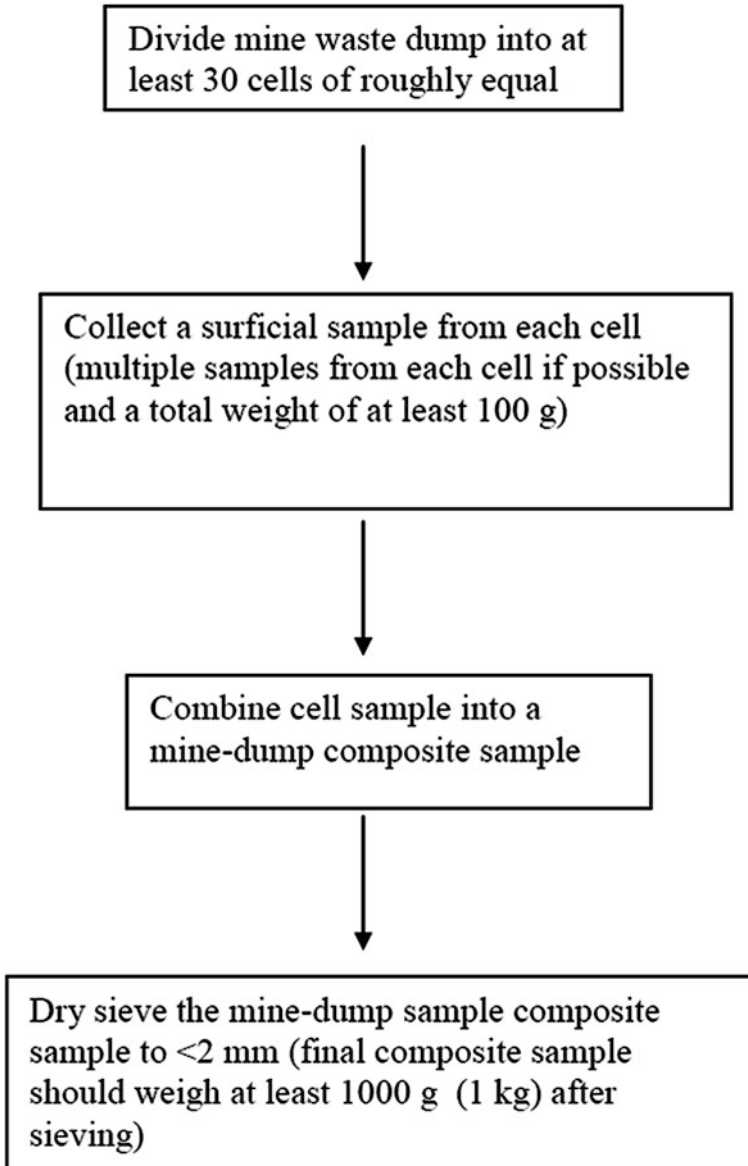 Divide mine waste dump into at
least 30 cells of roughly equal
Collect a surficial sample from each cell
(multiple samples from each cell if possible
and a total weight of at least 100 g)
Combine cell sample into a
mine-dump composite sample
Dry sieve the mine-dump sample composite
sample to <2 mm (final composite sample
should weigh at least 1000 g  (1 kg) after
sieving)